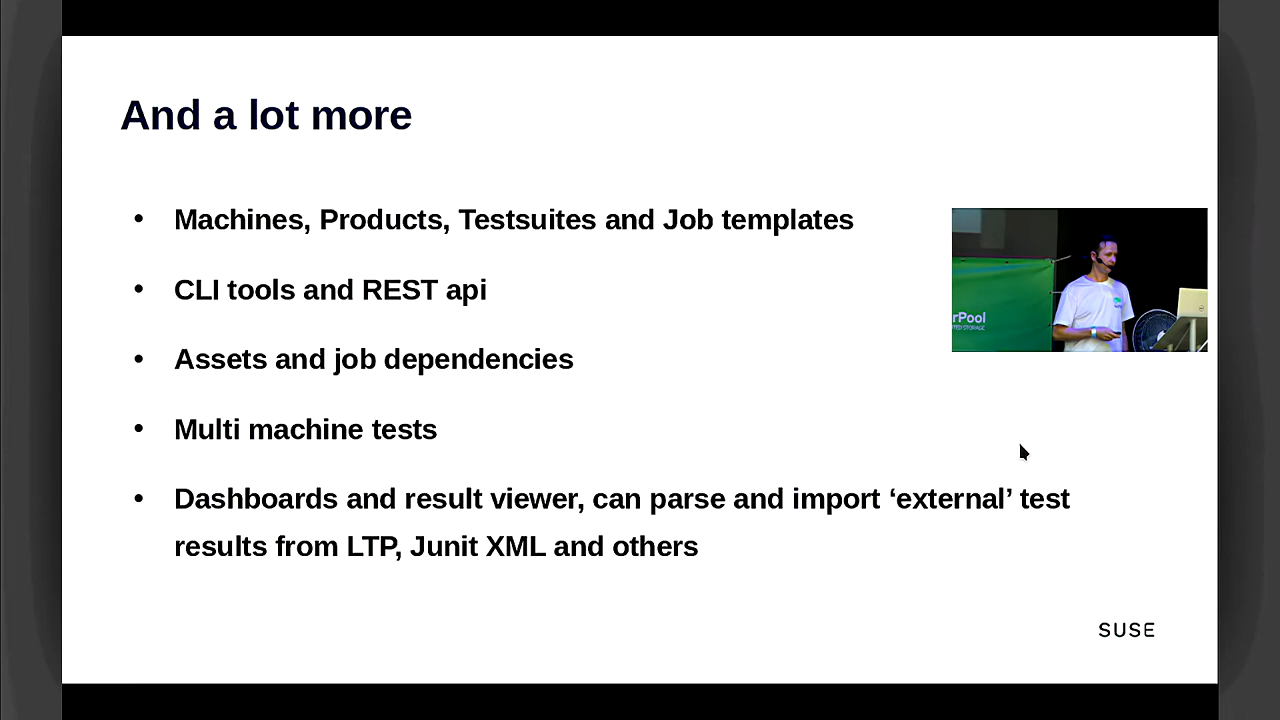 And a lot more
• Machines, Products, Testsuites and Job templates
• CLI tools and REST api
• Assets and job dependencies
• Multi machine tests
• Dashboards and result viewer, can parse and import ‘external’ test
results from LTP, Junit XML and others
rPool
SUSE